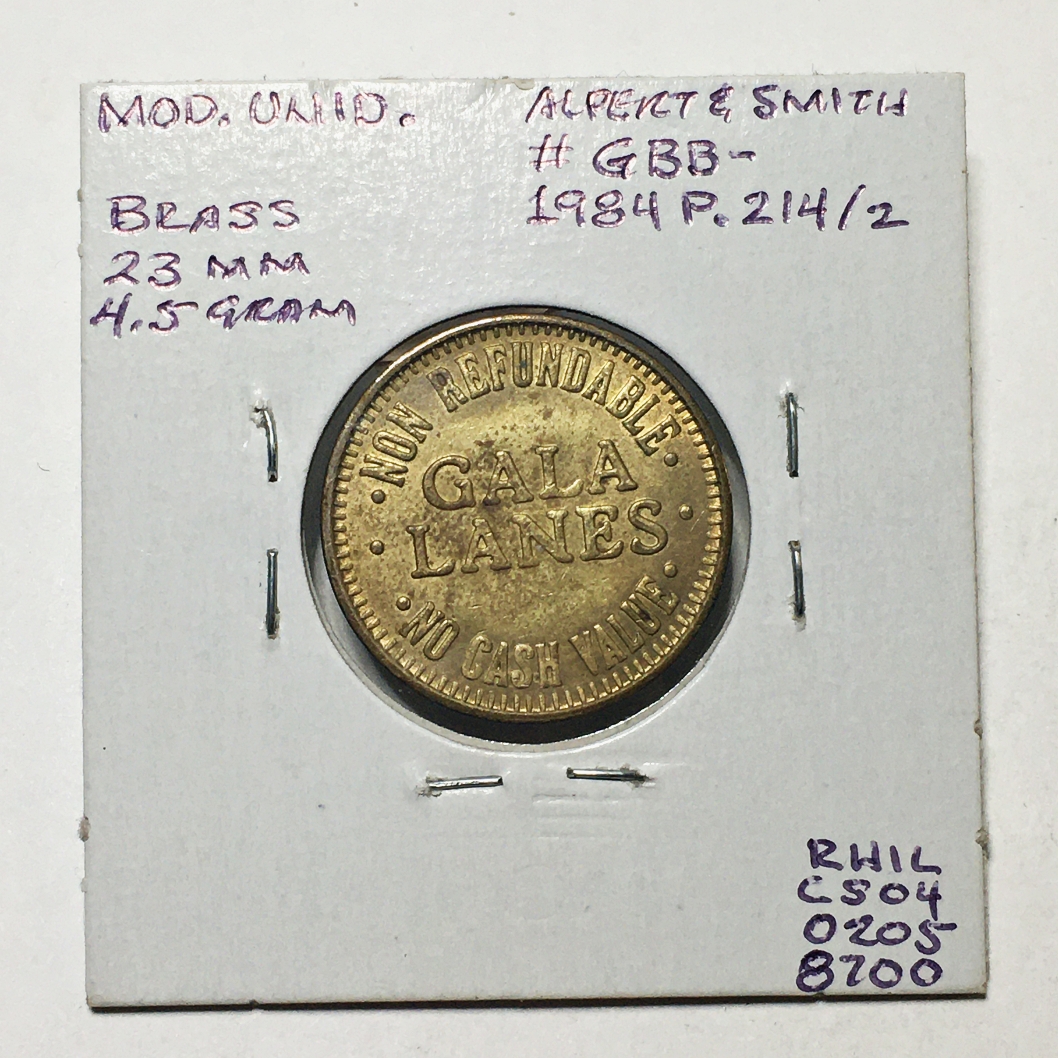 MOD. UNID.
BRASS
23 MM
4.5 GRAM
ALPERT & SMITH
# GBB-
1984 P. 214/2
·NON REFUNDABLE·
GALA
·LANES·
·NO CASH VALUE·
RHIL
CS04
0205
8700